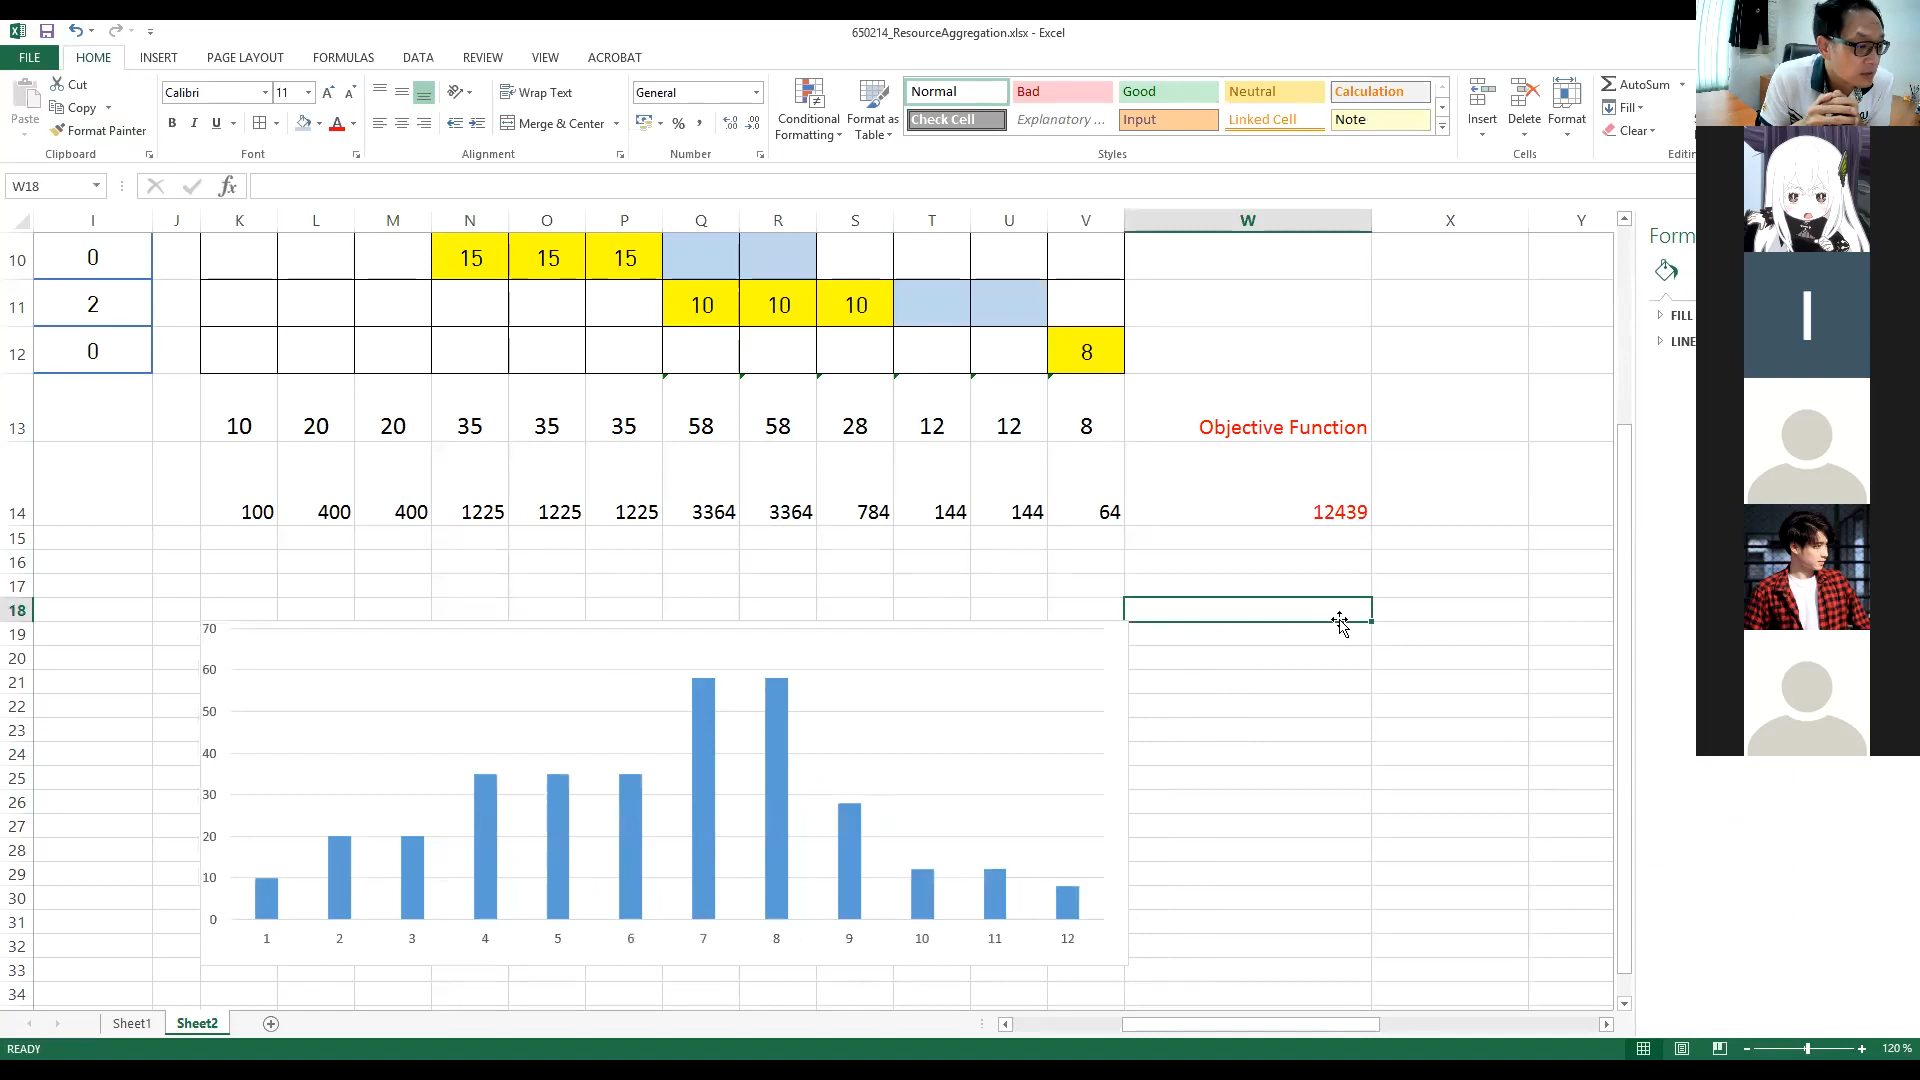 650214_ResourceAggregation.xlsx - Excel
FILE HOME INSERT PAGE LAYOUT FORMULAS DATA REVIEW VIEW ACROBAT
Cut
Copy
Format Painter
Paste
Clipboard
Calibri 11
B I U
Font
Wrap Text
Merge & Center
Alignment
General
Number
Conditional Formatting
Format as Table
Normal Bad Good Neutral Calculation
Check Cell Explanatory ... Input Linked Cell Note
Styles
Insert Delete Format
Cells
AutoSum
Fill
Clear
Editin
W18
I J K L M N O P Q R S T U V W X Y
10 0 15 15 15
11 2 10 10 10
12 0 8
13 10 20 20 35 35 35 58 58 28 12 12 8 Objective Function
14 100 400 400 1225 1225 1225 3364 3364 784 144 144 64 12439
15
16
17
18
19
20
21
22
23
24
25
26
27
28
29
30
31
32
33
34
70
60
50
40
30
20
10
0
1 2 3 4 5 6 7 8 9 10 11 12
Form
FILL
LINE
I
Sheet1 Sheet2
READY
120 %